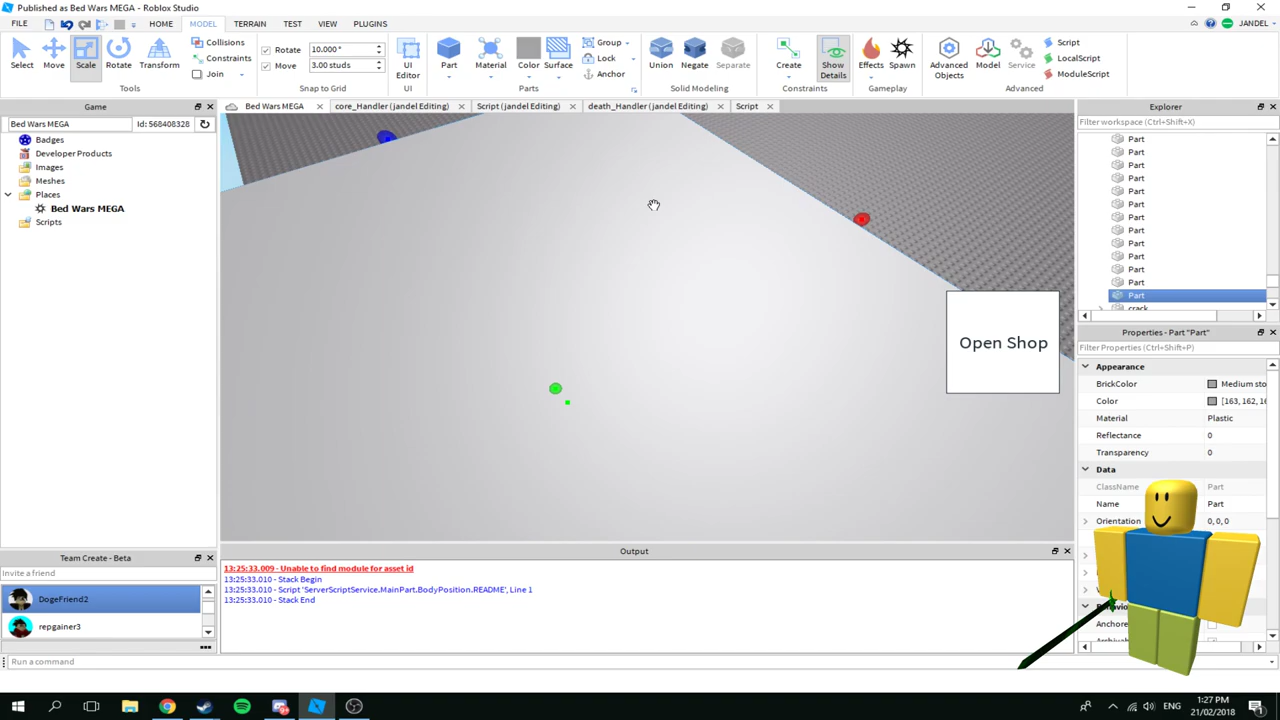 Published as Bed Wars MEGA - Roblox Studio
FILE HOME MODEL TERRAIN TEST VIEW PLUGINS JANDEL
Select Move Scale Rotate Transform
Tools
Collisions
Constraints
Join
Rotate 10.000 °
Move 3.00 studs
Snap to Grid
UI Editor
UI
Part Material Color Surface
Group
Lock
Anchor
Parts
Union Negate Separate
Solid Modeling
Create Show Details
Constraints
Effects Spawn
Gameplay
Advanced Objects Model Service
Script
LocalScript
ModuleScript
Advanced
Game
Bed Wars MEGA Id: 568408328
Badges
Developer Products
Images
Meshes
Places
Bed Wars MEGA
Scripts
Bed Wars MEGA core_Handler (jandel Editing) Script (jandel Editing) death_Handler (jandel Editing) Script
Open Shop
Explorer
Filter workspace (Ctrl+Shift+X)
Part
Part
Part
Part
Part
Part
Part
Part
Part
Part
Part
Part
Part
crack
Properties - Part "Part"
Filter Properties (Ctrl+Shift+P)
Appearance
BrickColor Medium sto
Color [163, 162, 16
Material Plastic
Reflectance 0
Transparency 0
Data
ClassName Part
Name Part
Orientation 0, 0, 0
Anchored
Team Create - Beta
Invite a friend
DogeFriend2
repgainer3
Output
13:25:33.009 - Unable to find module for asset id
13:25:33.010 - Stack Begin
13:25:33.010 - Script 'ServerScriptService.MainPart.BodyPosition.README', Line 1
13:25:33.010 - Stack End
Run a command
ENG
1:27 PM
21/02/2018